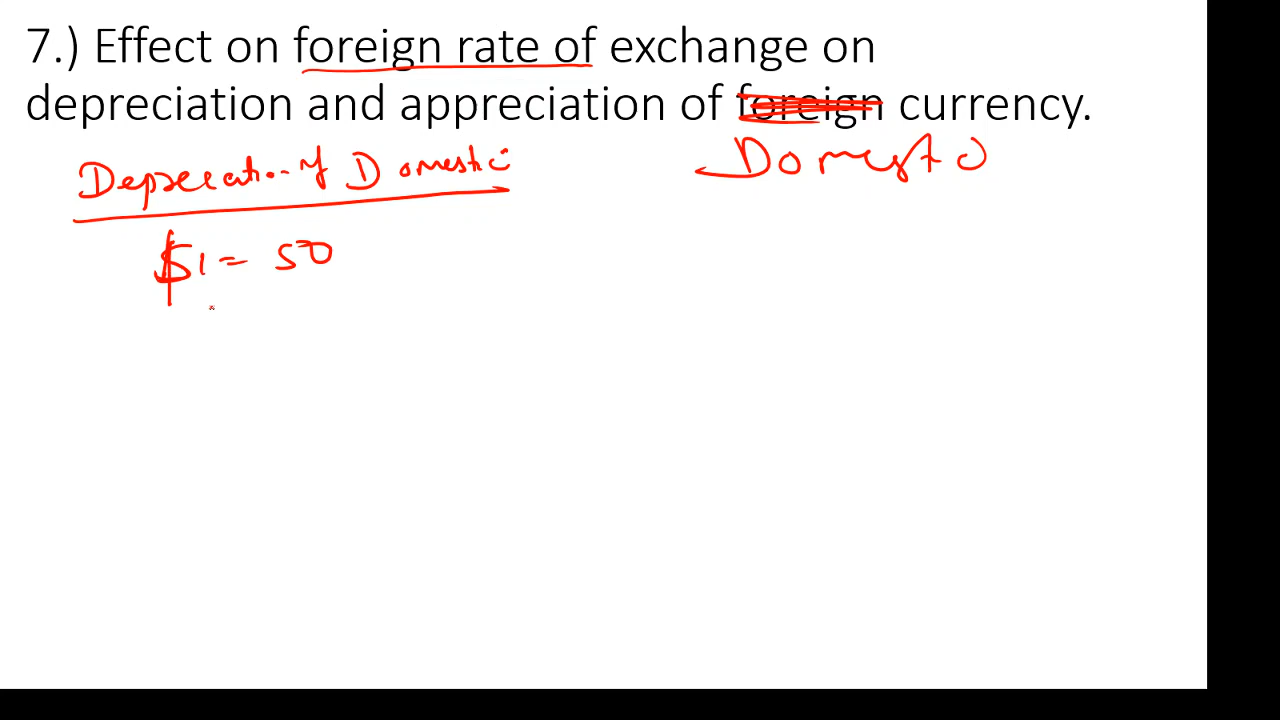 7.) Effect on foreign rate of exchange on
depreciation and appreciation of foreign currency.
Domestic
Depreciation of Domestic
$1 = 50